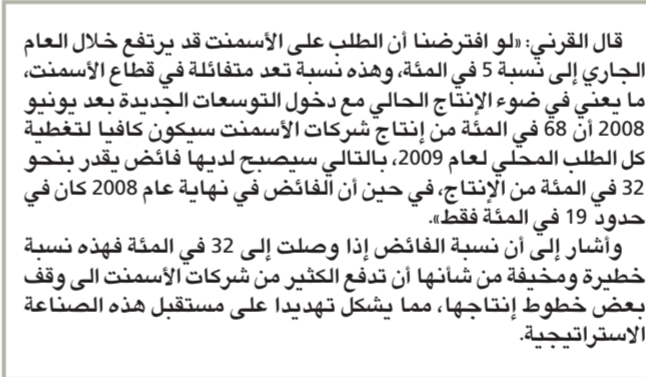 قال القرني: «لو افترضنا أن الطلب على الأسمنت قد يرتفع خلال العام
الجاري إلى نسبة 5 في المئة، وهذه نسبة تعد متفائلة في قطاع الأسمنت،
ما يعني في ضوء الإنتاج الحالي مع دخول التوسعات الجديدة بعد يونيو
2008 أن 68 في المئة من إنتاج شركات الأسمنت سيكون كافيا لتغطية
كل الطلب المحلي لعام 2009، بالتالي سيصبح لديها فائض يقدر بنحو
32 في المئة من الإنتاج، في حين أن الفائض في نهاية عام 2008 كان في
حدود 19 في المئة فقط».
وأشار إلى أن نسبة الفائض إذا وصلت إلى 32 في المئة فهذه نسبة
خطيرة ومخيفة من شأنها أن تدفع الكثير من شركات الأسمنت الى وقف
بعض خطوط إنتاجها، مما يشكل تهديدا على مستقبل هذه الصناعة
الاستراتيجية.